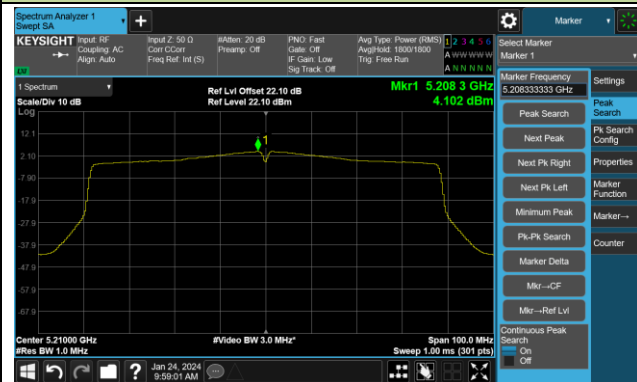 Spectrum Analyzer 1
Swept SA
Marker
KEYSIGHT Input: RF Input Z: 50 Ω #Atten: 20 dB PNO: Fast Avg Type: Power (RMS) 1 2 3 4 5 6
Coupling: AC Corr CCorr Preamp: Off Gate: Off Avg|Hold: 1800/1800 A W W W W W
Align: Auto Freq Ref: Int (S) IF Gain: Low Trig: Free Run
Sig Track: Off A N N N N N
LXI
Select Marker
Marker 1
1 Spectrum
Scale/Div 10 dB
Log
Ref Lvl Offset 22.10 dB
Ref Level 22.10 dBm
Mkr1 5.208 3 GHz
4.102 dBm
Marker Frequency
5.208333333 GHz
Settings
Peak Search
Peak
Search
Next Peak
Pk Search
Config
Next Pk Right
Properties
Next Pk Left
Marker
Function
Minimum Peak
Marker→
Pk-Pk Search
Counter
Marker Delta
Mkr→CF
Mkr→Ref Lvl
Continuous Peak
Search
On
Off
12.1
2.10
-7.90
-17.9
-27.9
-37.9
-47.9
-57.9
-67.9
1
Center 5.21000 GHz #Video BW 3.0 MHz* Span 100.0 MHz
#Res BW 1.0 MHz Sweep 1.00 ms (301 pts)
Jan 24, 2024
9:59:01 AM